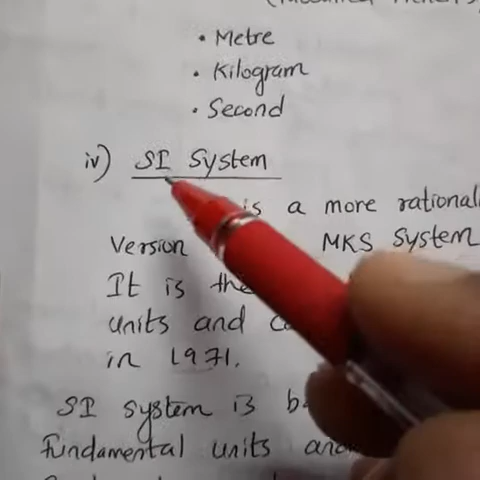 • Metre
• Kilogram
• Second
iv) SI System
is a more rational
Version MKS System
It is the
units and
in 1971.
SI system is
fundamental units and